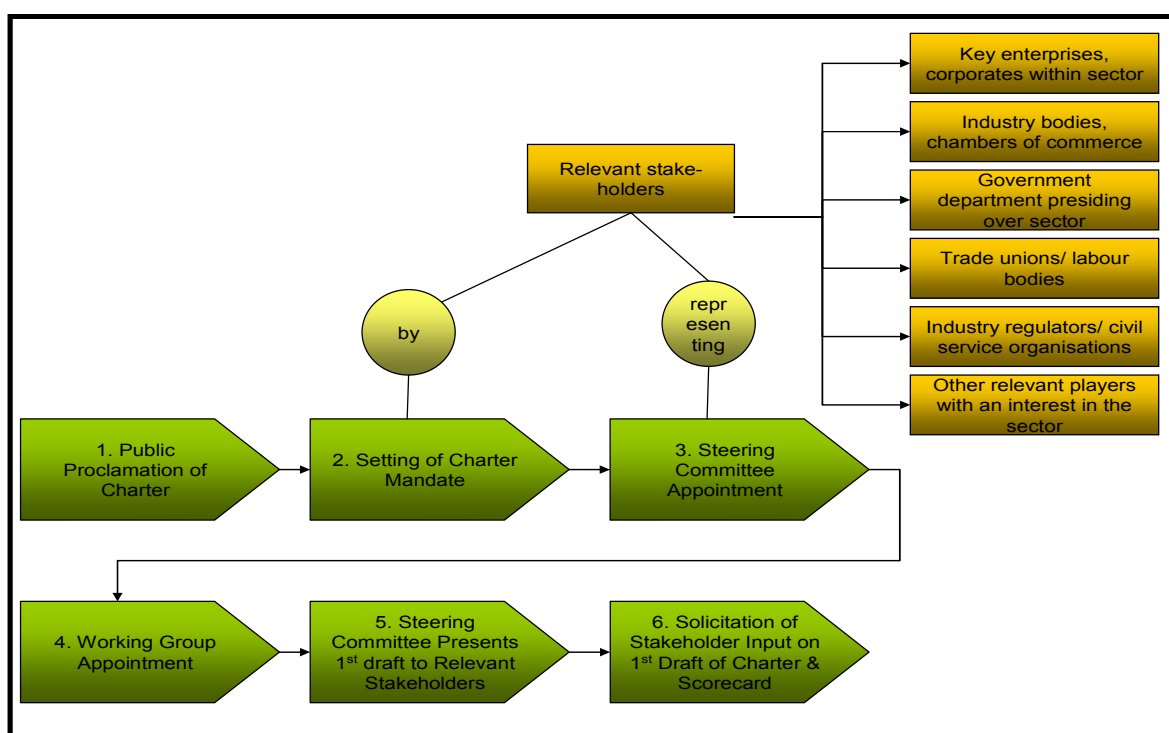 Key enterprises,
corporates within sector
Industry bodies,
chambers of commerce
Relevant stake-
holders
Government
department presiding
over sector
Trade unions/ labour
bodies
by
repr
esen
ting
Industry regulators/ civil
service organisations
Other relevant players
with an interest in the
sector
1. Public
Proclamation of
Charter
2. Setting of Charter
Mandate
3. Steering
Committee
Appointment
4. Working Group
Appointment
5. Steering
Committee Presents
1st draft to Relevant
Stakeholders
6. Solicitation of
Stakeholder Input on
1st Draft of Charter &
Scorecard